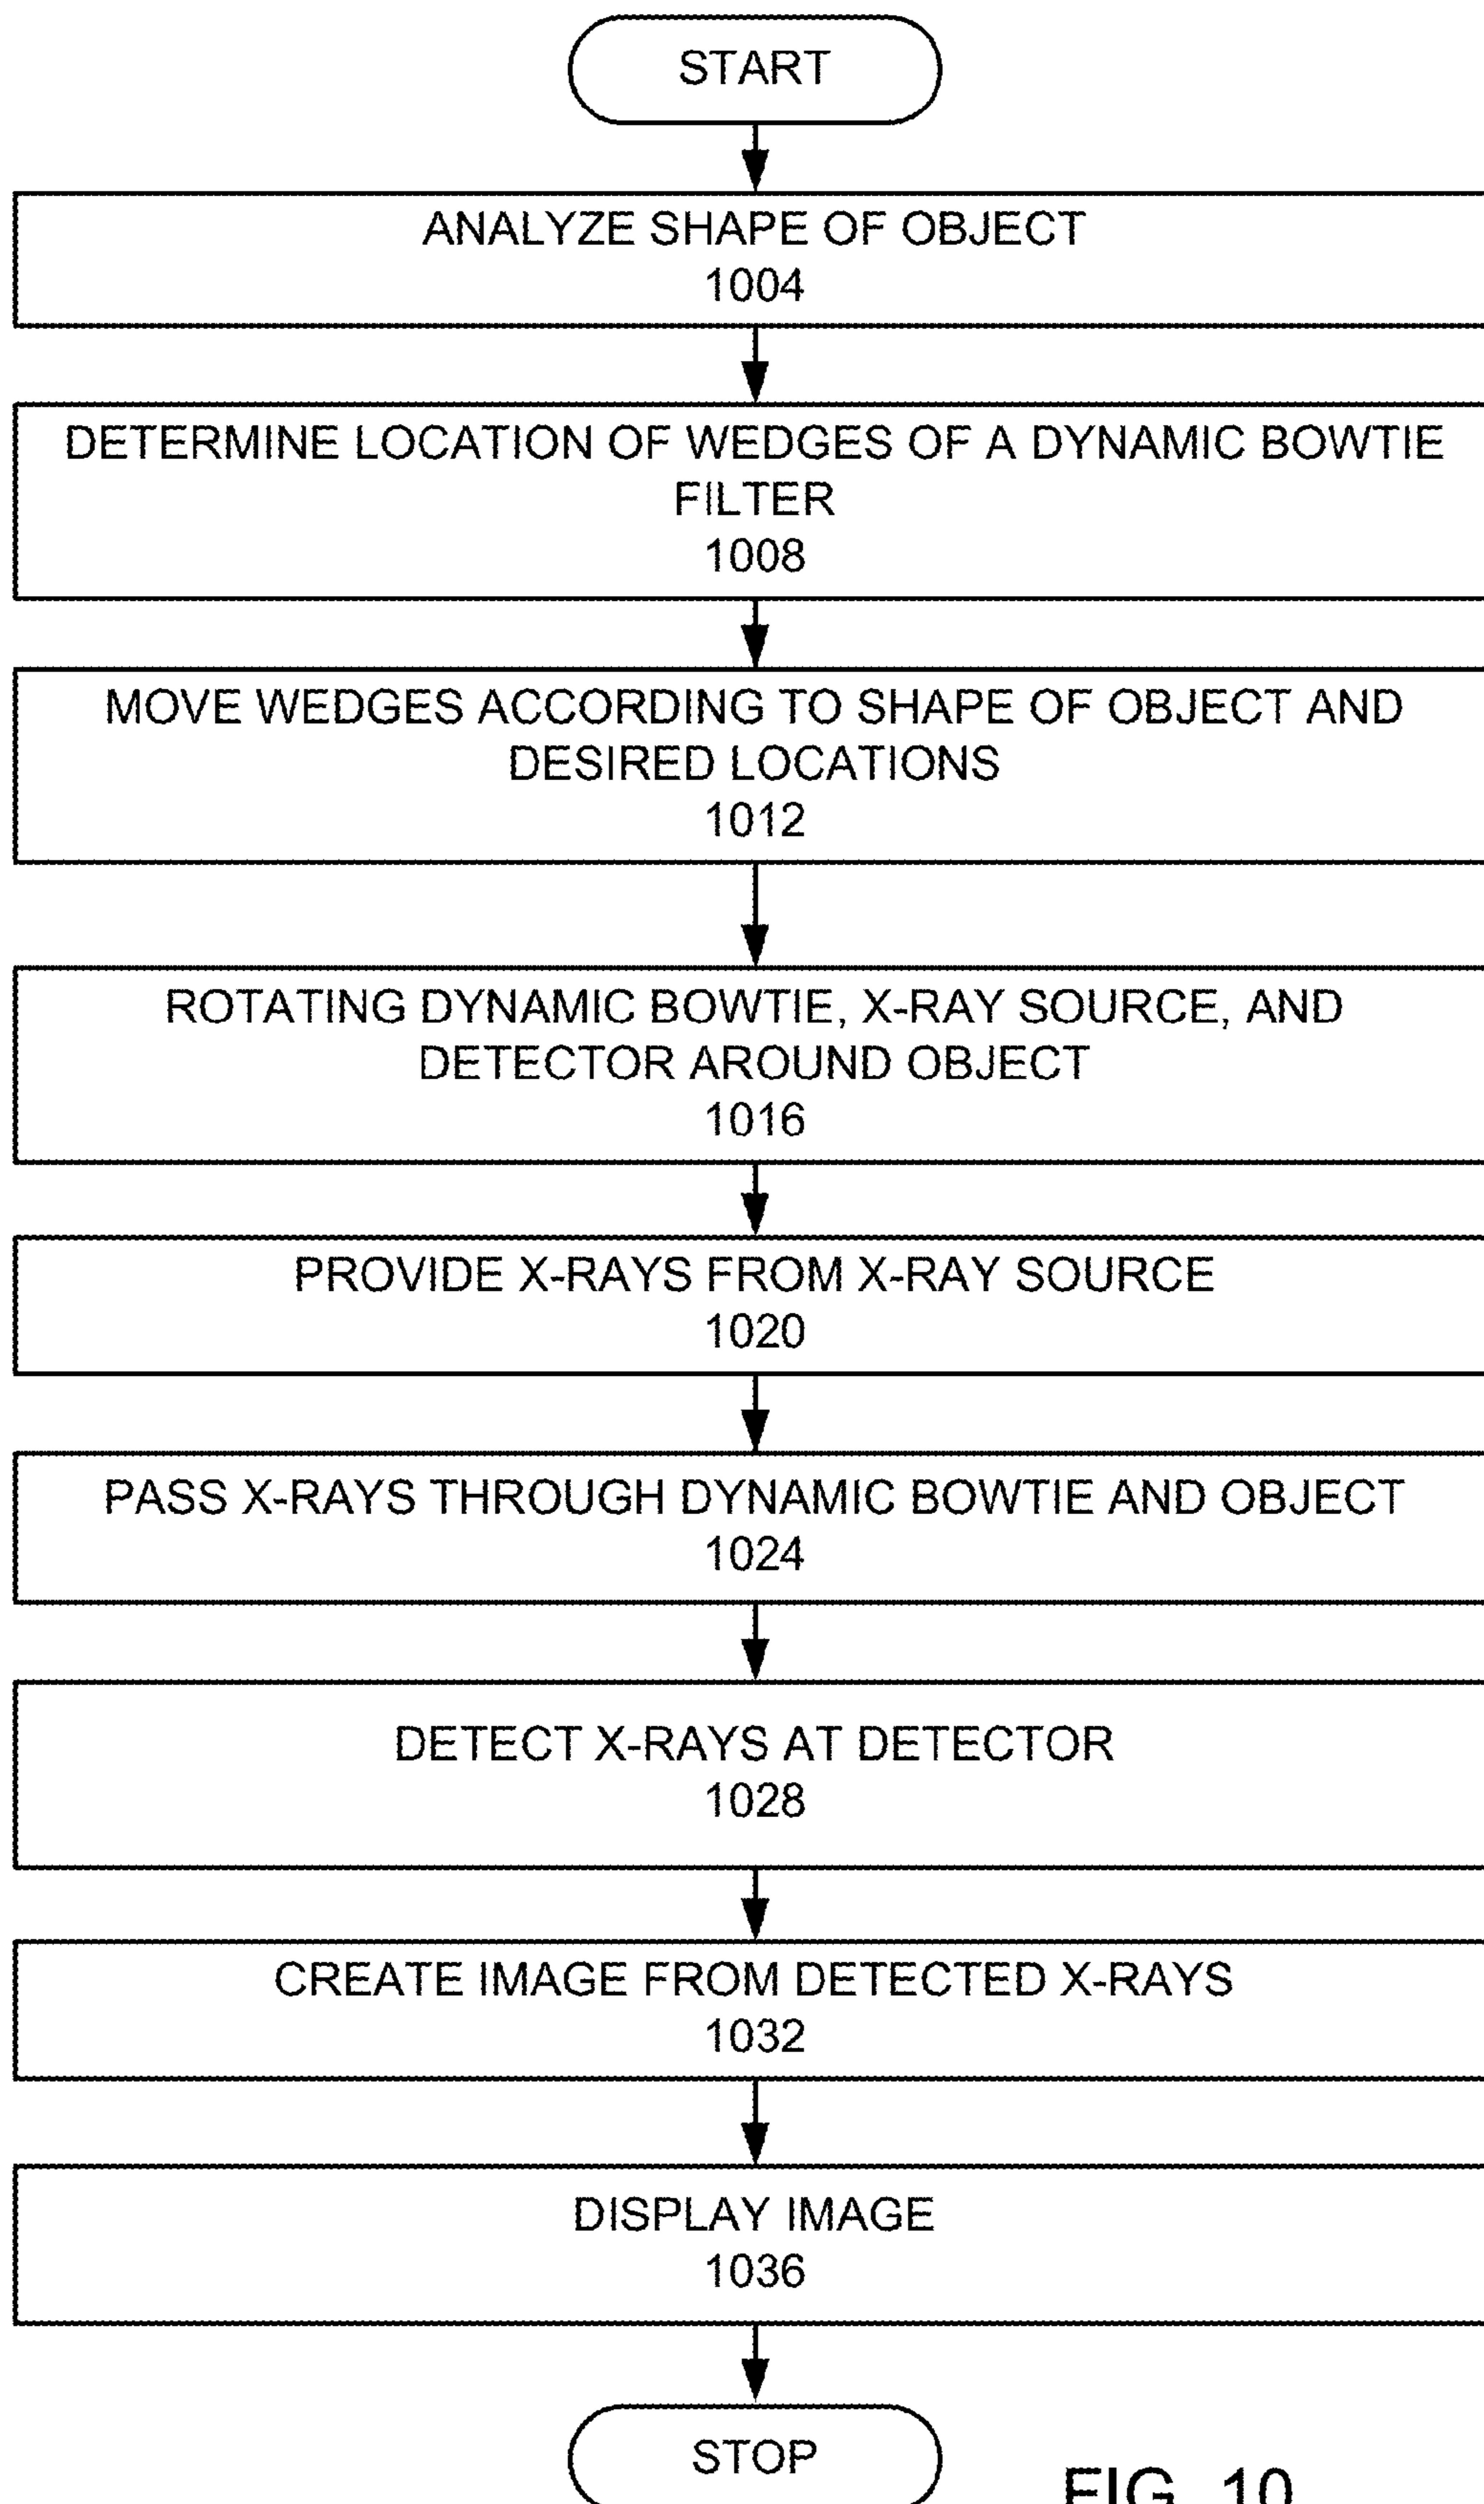 START
ANALYZE SHAPE OF OBJECT
1004
DETERMINE LOCATION OF WEDGES OF A DYNAMIC BOWTIE
FILTER
1008
MOVE WEDGES ACCORDING TO SHAPE OF OBJECT AND
DESIRED LOCATIONS
1012
ROTATING DYNAMIC BOWTIE, X-RAY SOURCE, AND
DETECTOR AROUND OBJECT
1016
PROVIDE X-RAYS FROM X-RAY SOURCE
1020
PASS X-RAYS THROUGH DYNAMIC BOWTIE AND OBJECT
1024
DETECT X-RAYS AT DETECTOR
1028
CREATE IMAGE FROM DETECTED X-RAYS
1032
DISPLAY IMAGE
1036
STOP
FIG. 10